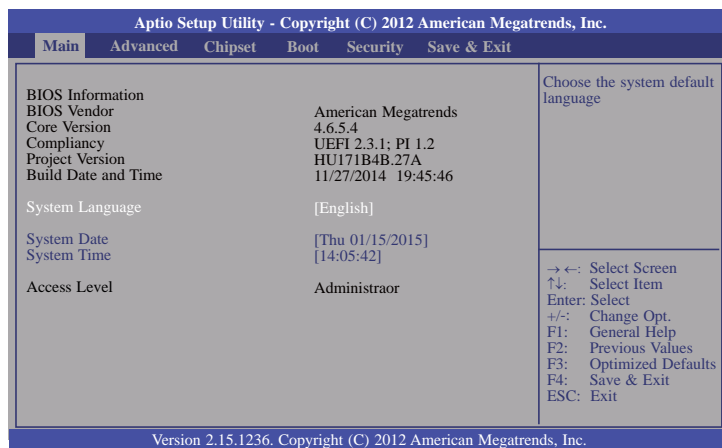 Aptio Setup Utility - Copyright (C) 2012 American Megatrends, Inc.
Main Advanced Chipset Boot Security Save & Exit
BIOS Information
BIOS Vendor American Megatrends
Core Version 4.6.5.4
Compliancy UEFI 2.3.1; PI 1.2
Project Version HU171B4B.27A
Build Date and Time 11/27/2014 19:45:46
System Language [English]
System Date [Thu 01/15/2015]
System Time [14:05:42]
Access Level Administraor
Choose the system default
language
→←: Select Screen
↑↓: Select Item
Enter: Select
+/-: Change Opt.
F1: General Help
F2: Previous Values
F3: Optimized Defaults
F4: Save & Exit
ESC: Exit
Version 2.15.1236. Copyright (C) 2012 American Megatrends, Inc.